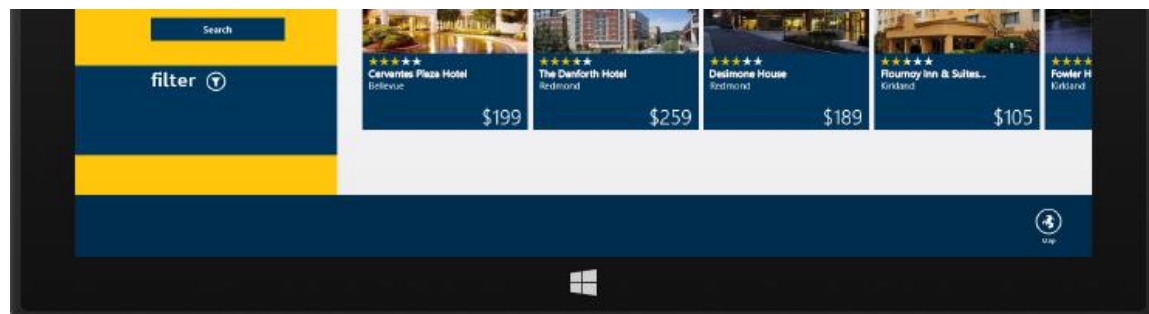 Search
filter
Cervantes Plaza Hotel
Bellevue
$199
The Danforth Hotel
Redmond
$259
Desimone House
Redmond
$189
Flournoy Inn & Suites...
Kirkland
$105
Fowler H
Kirkland
Map